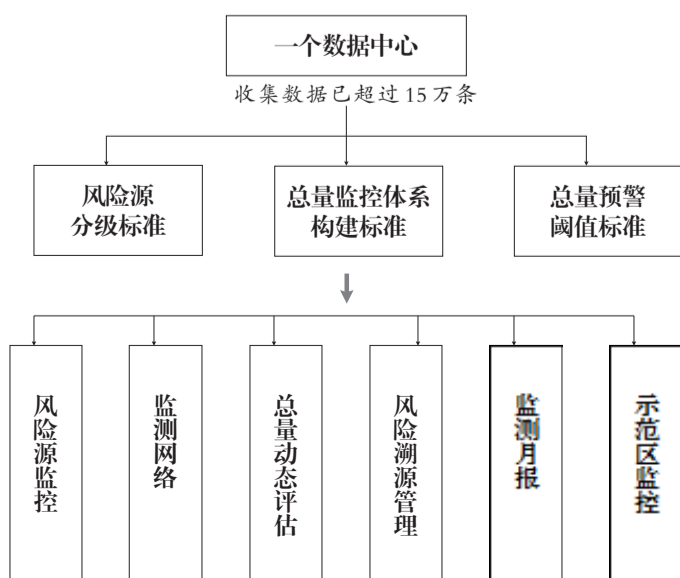 一个数据中心
收集数据已超过15万条
风险源
分级标准
总量监控体系
构建标准
总量预警
阈值标准
风险源监控
监测网络
总量动态评估
风险溯源管理
监测月报
示范区监控